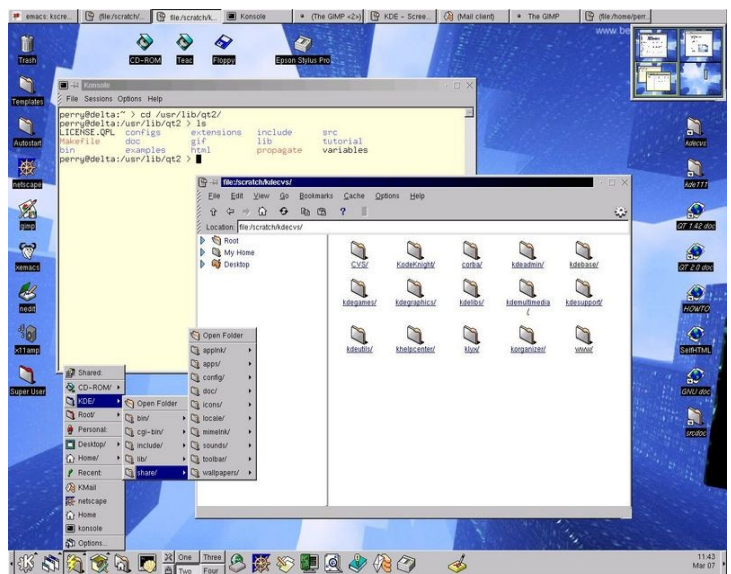 emacs: kscre...
(file:/scratch/...
file:/scratch/k...
Konsole
(The GIMP <2>)
KDE - Scree...
(Mail client)
The GIMP
(file:/home/perr...
www.be
Trash
CD-ROM
Teac
Floppy
Epson Stylus Pro
Templates
Autostart
netscape
gimp
xemacs
nedit
x11amp
Super User
Konsole
File Sessions Options Help
perry@delta:~ > cd /usr/lib/qt2/
perry@delta:/usr/lib/qt2 > ls
LICENSE.QPL configs extensions include src
Makefile doc gif lib tutorial
bin examples html propagate variables
perry@delta:/usr/lib/qt2 >
file:/scratch/kdecvs/
File Edit View Go Bookmarks Cache Options Help
Location: file:/scratch/kdecvs/
Root
My Home
Desktop
CVS/ KodeKnight/ corba/ kdeadmin/ kdebase/
kdegames/ kdegraphics/ kdelibs/ kdemultimedia/ kdesupport/
kdeutils/ khelpcenter/ klyx/ korganizer/ www/
kdecvs
kde111
QT 1.42 doc
QT 2.0 doc
HOWTO
SelfHTML
GNU doc
srcdoc
Shared:
CD-ROM/
KDE/
Root/
Personal:
Desktop/
Home/
Recent:
KMail
netscape
Home
konsole
Options...
Open Folder
bin/
cgi-bin/
include/
lib/
share/
Open Folder
applnk/
apps/
config/
doc/
icons/
locale/
mimelnk/
sounds/
toolbar/
wallpapers/
One Three
Two Four
11:43
Mar 07